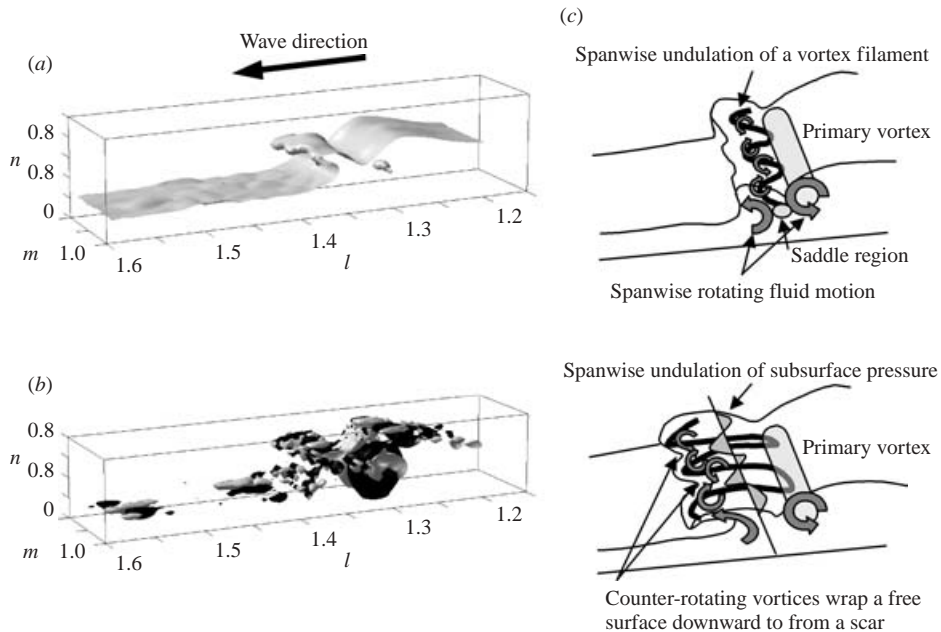 (a)
Wave direction
0.8
n
0.8
0
m
1.0
1.6
1.5
1.4
l
1.3
1.2
(b)
0.8
n
0.8
0
m
1.0
1.6
1.5
1.4
l
1.3
1.2
(c)
Spanwise undulation of a vortex filament
Primary vortex
Saddle region
Spanwise rotating fluid motion
Spanwise undulation of subsurface pressure
Primary vortex
Counter-rotating vortices wrap a free
surface downward to from a scar